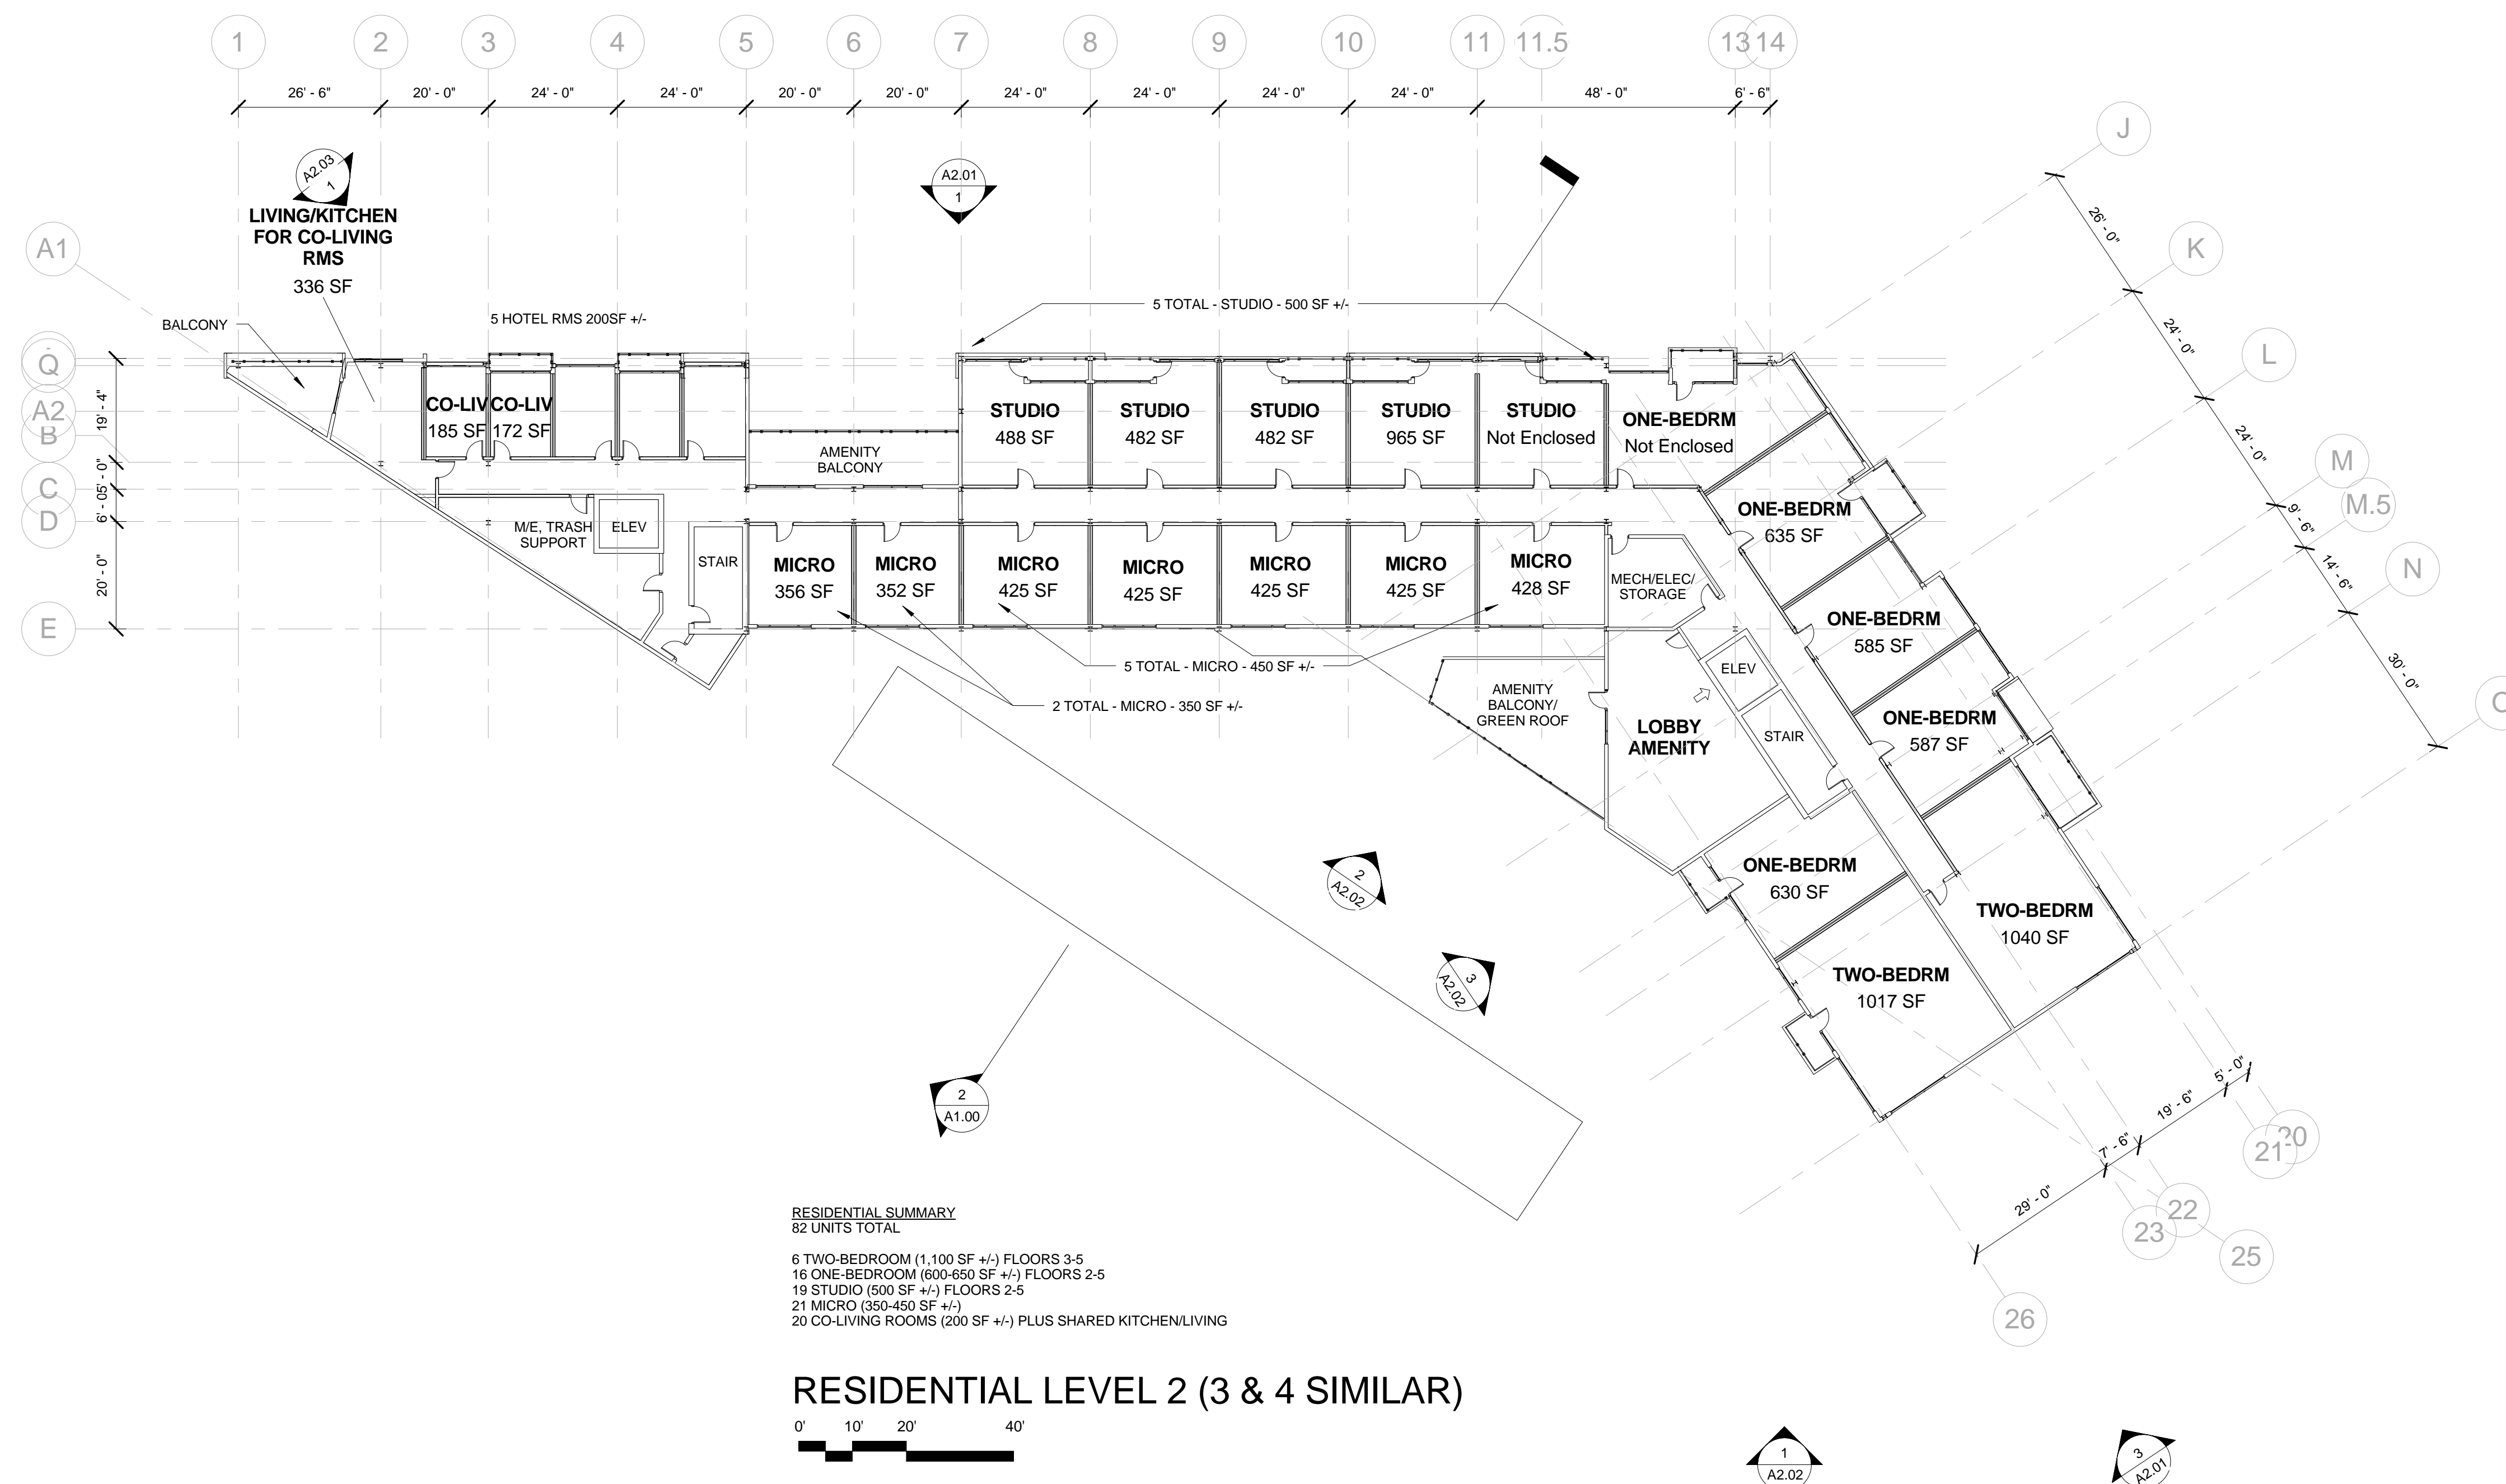 1 2 3 4 5 6 7 8 9 10 11 11.5 13 14
26' - 6" 20' - 0" 24' - 0" 24' - 0" 20' - 0" 20' - 0" 24' - 0" 24' - 0" 24' - 0" 24' - 0" 48' - 0" 6' - 6"
J
K
L
M
M.5
N
26' - 0"
24' - 0"
24' - 0"
9' - 6"
14' - 6"
30' - 0"
A2.03
1
A2.01
1
LIVING/KITCHEN
FOR CO-LIVING
RMS
336 SF
A1
Q
A2
B
C
D
E
19' - 4"
20' - 0"
BALCONY
5 HOTEL RMS 200SF +/-
5 TOTAL - STUDIO - 500 SF +/-
CO-LIV
185 SF
CO-LIV
172 SF
AMENITY
BALCONY
STUDIO
488 SF
STUDIO
482 SF
STUDIO
482 SF
STUDIO
965 SF
STUDIO
Not Enclosed
ONE-BEDRM
Not Enclosed
M/E, TRASH
SUPPORT
ELEV
STAIR
MICRO
356 SF
MICRO
352 SF
MICRO
425 SF
MICRO
425 SF
MICRO
425 SF
MICRO
425 SF
MICRO
428 SF
MECH/ELEC/
STORAGE
ONE-BEDRM
635 SF
ONE-BEDRM
585 SF
ONE-BEDRM
587 SF
5 TOTAL - MICRO - 450 SF +/-
2 TOTAL - MICRO - 350 SF +/-
AMENITY
BALCONY/
GREEN ROOF
LOBBY
AMENITY
ELEV
STAIR
ONE-BEDRM
630 SF
TWO-BEDRM
1040 SF
TWO-BEDRM
1017 SF
2
A2.02
3
A2.02
2
A1.00
5' - 0"
19' - 6"
7' - 6"
29' - 0"
21
22
23
25
26
RESIDENTIAL SUMMARY
82 UNITS TOTAL
6 TWO-BEDROOM (1,100 SF +/-) FLOORS 3-5
16 ONE-BEDROOM (600-650 SF +/-) FLOORS 2-5
19 STUDIO (500 SF +/-) FLOORS 2-5
21 MICRO (350-450 SF +/-)
20 CO-LIVING ROOMS (200 SF +/-) PLUS SHARED KITCHEN/LIVING
RESIDENTIAL LEVEL 2 (3 & 4 SIMILAR)
0' 10' 20' 40'
1
A2.02
3
A2.01